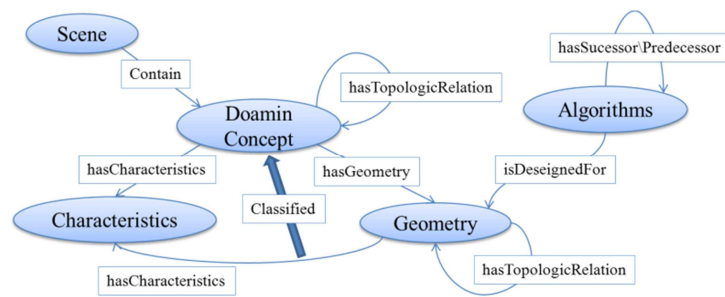 Scene
hasSucessor\Predecessor
Contain
hasTopologicRelation
Doamin
Concept
Algorithms
hasCharacteristics
hasGeometry
isDeseignedFor
Classified
Characteristics
Geometry
hasCharacteristics
hasTopologicRelation